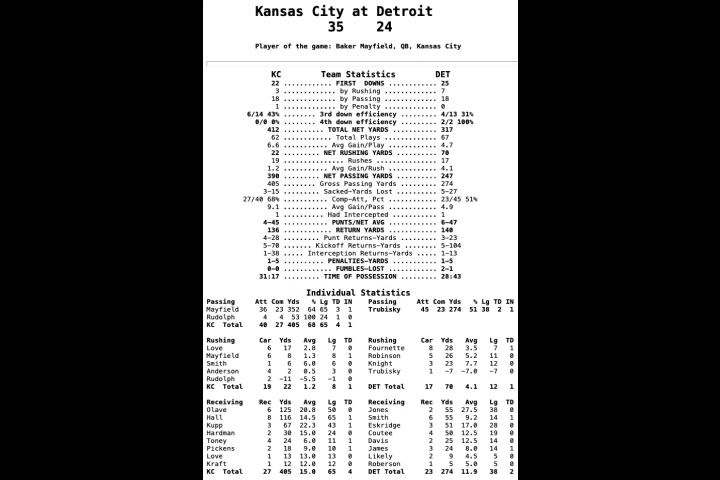 Kansas City at Detroit
35 24
Player of the game: Baker Mayfield, QB, Kansas City
KC Team Statistics DET
22 ............ FIRST DOWNS ............ 25
3 ............. by Rushing ............ 7
18 ............. by Passing ............ 18
1 ............. by Penalty ............ 0
6/14 43% ........ 3rd down efficiency ........ 4/13 31%
0/0 0% ........ 4th down efficiency ........ 2/2 100%
412 .......... TOTAL NET YARDS .......... 317
62 ............ Total Plays ............ 67
6.6 ........... Avg Gain/Play ........... 4.7
22 ......... NET RUSHING YARDS ......... 70
19 .............. Rushes .............. 17
1.2 ........... Avg Gain/Rush ........... 4.1
390 ......... NET PASSING YARDS ......... 247
405 ........ Gross Passing Yards ........ 274
3-15 ........ Sacked-Yards Lost ........ 5-27
27/40 68% ........... Comp-Att, Pct ........... 23/45 51%
9.1 ........... Avg Gain/Pass ........... 4.9
1 .......... Had Intercepted .......... 1
4-45 .......... PUNTS/NET AVG .......... 6-47
136 ............ RETURN YARDS ............ 140
4-28 ........ Punt Returns-Yards ........ 3-23
5-70 ....... Kickoff Returns-Yards ....... 5-104
1-38 ..... Interception Returns-Yards .... 1-13
1-5 .......... PENALTIES-YARDS .......... 1-5
0-0 ............ FUMBLES-LOST ............ 2-1
31:17 ......... TIME OF POSSESSION ......... 28:43
Individual Statistics
Passing Att Com Yds % Lg TD IN Passing Att Com Yds % Lg TD IN
Mayfield 36 23 352 64 65 3 1 Trubisky 45 23 274 51 38 2 1
Rudolph 4 4 53 100 24 1 0
KC Total 40 27 405 68 65 4 1
Rushing Car Yds Avg Lg TD Rushing Car Yds Avg Lg TD
Love 6 17 2.8 7 0 Fournette 8 28 3.5 7 1
Mayfield 6 8 1.3 8 1 Robinson 5 26 5.2 11 0
Smith 1 6 6.0 6 0 Knight 3 23 7.7 12 0
Anderson 4 2 0.5 3 0 Trubisky 1 -7 -7.0 -7 0
Rudolph 2 -11 -5.5 -1 0
KC Total 19 22 1.2 8 1 DET Total 17 70 4.1 12 1
Receiving Rec Yds Avg Lg TD Receiving Rec Yds Avg Lg TD
Olave 6 125 20.8 50 0 Jones 2 55 27.5 38 0
Hall 8 116 14.5 65 1 Smith 6 55 9.2 14 1
Kupp 3 67 22.3 43 1 Eskridge 3 51 17.0 28 0
Hardman 2 30 15.0 24 0 Coutee 4 50 12.5 19 0
Toney 4 24 6.0 11 1 Davis 2 25 12.5 14 0
Pickens 2 18 9.0 10 1 James 3 24 8.0 14 1
Love 1 13 13.0 13 0 Likely 2 9 4.5 5 0
Kraft 1 12 12.0 12 0 Roberson 1 5 5.0 5 0
KC Total 27 405 15.0 65 4 DET Total 23 274 11.9 38 2